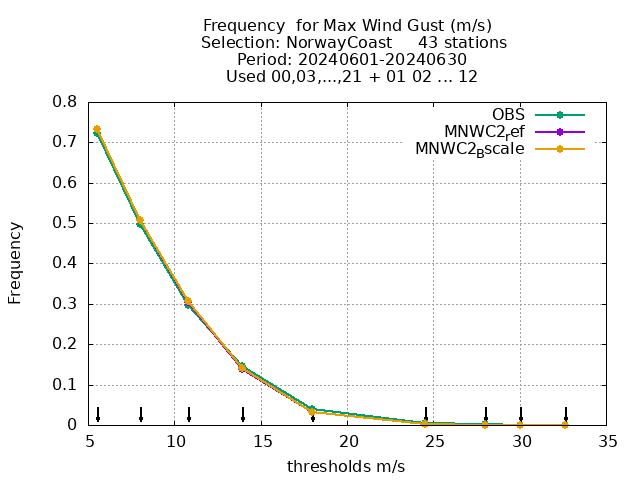 Frequency  for Max Wind Gust (m/s)
Selection: NorwayCoast     43 stations
Period: 20240601-20240630
Used 00,03,...,21 + 01 02 ... 12
OBS
MNWC2ref
MNWC2Bscale
0.8
0.7
0.6
0.5
0.4
0.3
0.2
0.1
0
Frequency
5 10 15 20 25 30 35
thresholds m/s